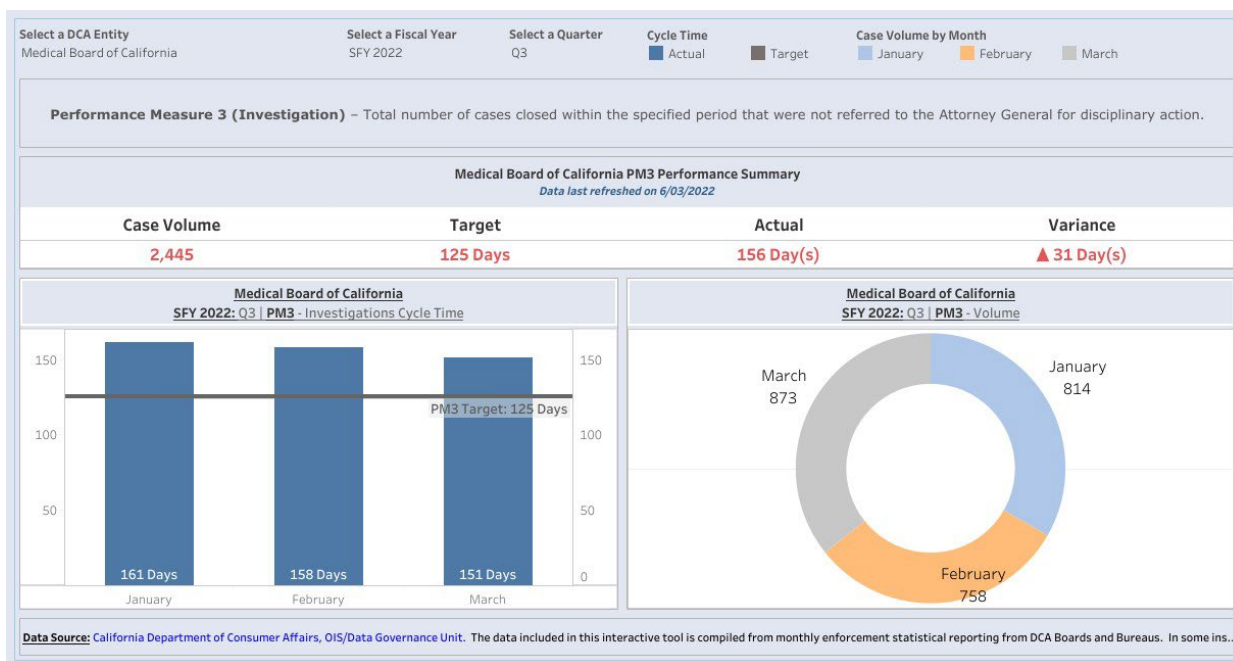 Select a DCA Entity
Medical Board of California
Select a Fiscal Year
SFY 2022
Select a Quarter
Q3
Cycle Time
Actual
Target
Case Volume by Month
January
February
March
Performance Measure 3 (Investigation) – Total number of cases closed within the specified period that were not referred to the Attorney General for disciplinary action.
Medical Board of California PM3 Performance Summary
Data last refreshed on 6/03/2022
Case Volume Target Actual Variance
2,445 125 Days 156 Day(s) ▲ 31 Day(s)
Medical Board of California
SFY 2022: Q3 | PM3 - Investigations Cycle Time
150 150
PM3 Target: 125 Days
100 100
50 50
161 Days 158 Days 151 Days 0
January February March
Medical Board of California
SFY 2022: Q3 | PM3 - Volume
January
814
March
873
February
758
Data Source: California Department of Consumer Affairs, OIS/Data Governance Unit. The data included in this interactive tool is compiled from monthly enforcement statistical reporting from DCA Boards and Bureaus. In some ins...